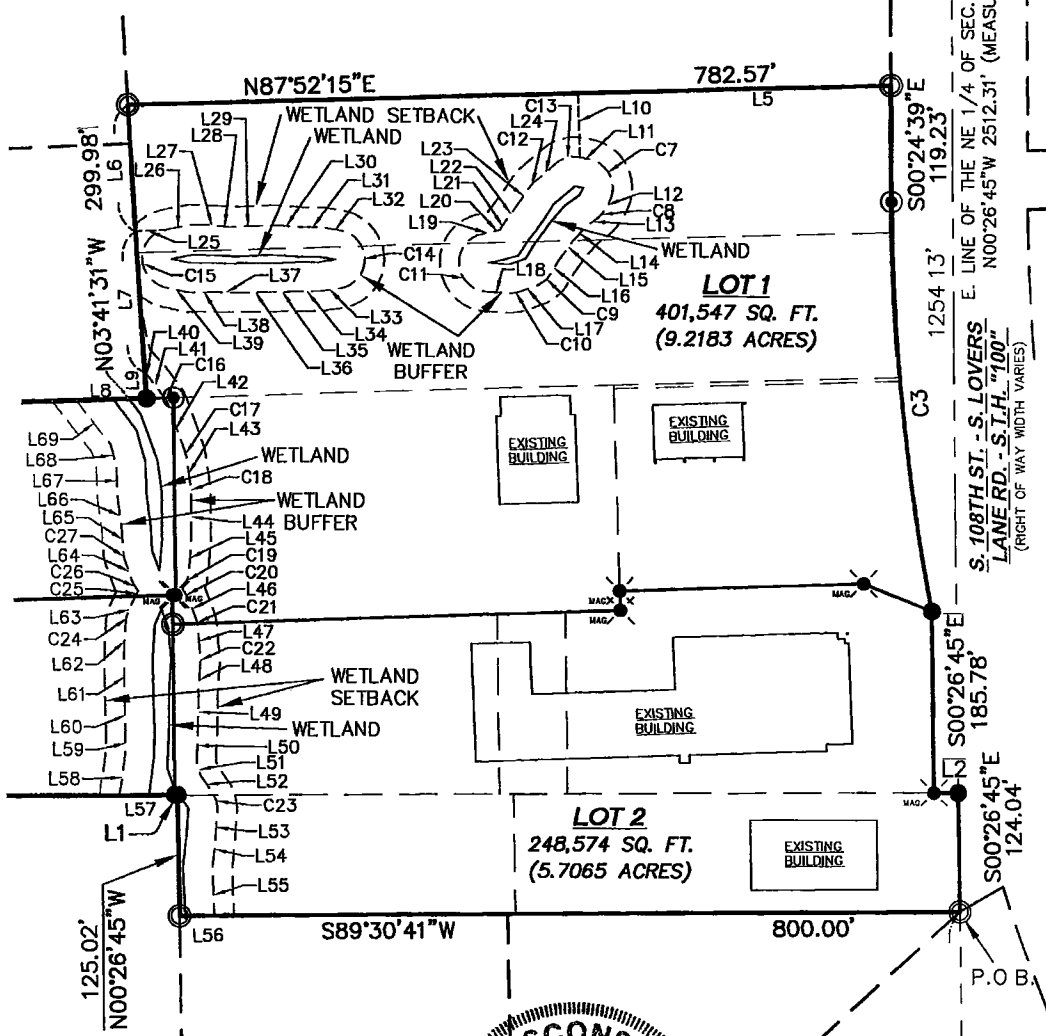 N87°52'15"E
782.57'
L5
C13
L10
L29
WETLAND SETBACK
L24
L28
WETLAND
C12
L11
L27
L30
L23
C7
L26
L31
L22
L32
L21
L12
L20
C8
L19
L13
L25
C14
WETLAND
C15
L37
C11
L18
L14
L15
L38
L33
L16
L39
L34
C9
L35
L17
L36
C10
WETLAND
BUFFER
299.98'
L6
N03°41'31"W
L7
L9
L8
L40
L41
C16
L42
LOT 1
401,547 SQ. FT.
(9.2183 ACRES)
S00°24'39"E
119.23'
1254 13'
E. LINE OF THE NE 1/4 OF SEC.
N00°26'45"W 2512.31' (MEASU
C3
S. 108TH ST. - S. LOVERS
LANE RD. - S.T.H. "100"
(RIGHT OF WAY WIDTH VARIES)
C17
L43
L69
L68
WETLAND
L67
C18
L66
WETLAND
BUFFER
L65
L44
C27
L45
L64
C19
C26
C20
C25
L46
MAG
MAG
L63
C21
C24
L47
L62
C22
L48
L61
WETLAND
SETBACK
L49
L60
WETLAND
L59
L50
L51
L58
L52
L57
C23
L1
L53
L54
L55
L56
EXISTING
BUILDING
EXISTING
BUILDING
MAG
MAG
MAG
EXISTING
BUILDING
S00°26'45"E
185.78'
L2
MAG
LOT 2
248,574 SQ. FT.
(5.7065 ACRES)
EXISTING
BUILDING
S00°26'45"E
124.04'
125.02'
N00°26'45"W
S89°30'41"W
800.00'
P.O B.
SCONS